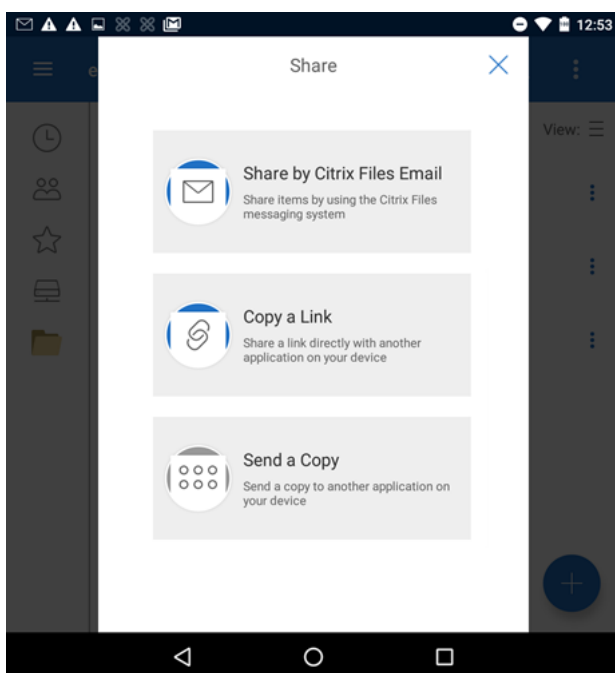 12:53
e
Share
View:
Share by Citrix Files Email
Share items by using the Citrix Files
messaging system
Copy a Link
Share a link directly with another
application on your device
Send a Copy
Send a copy to another application on
your device